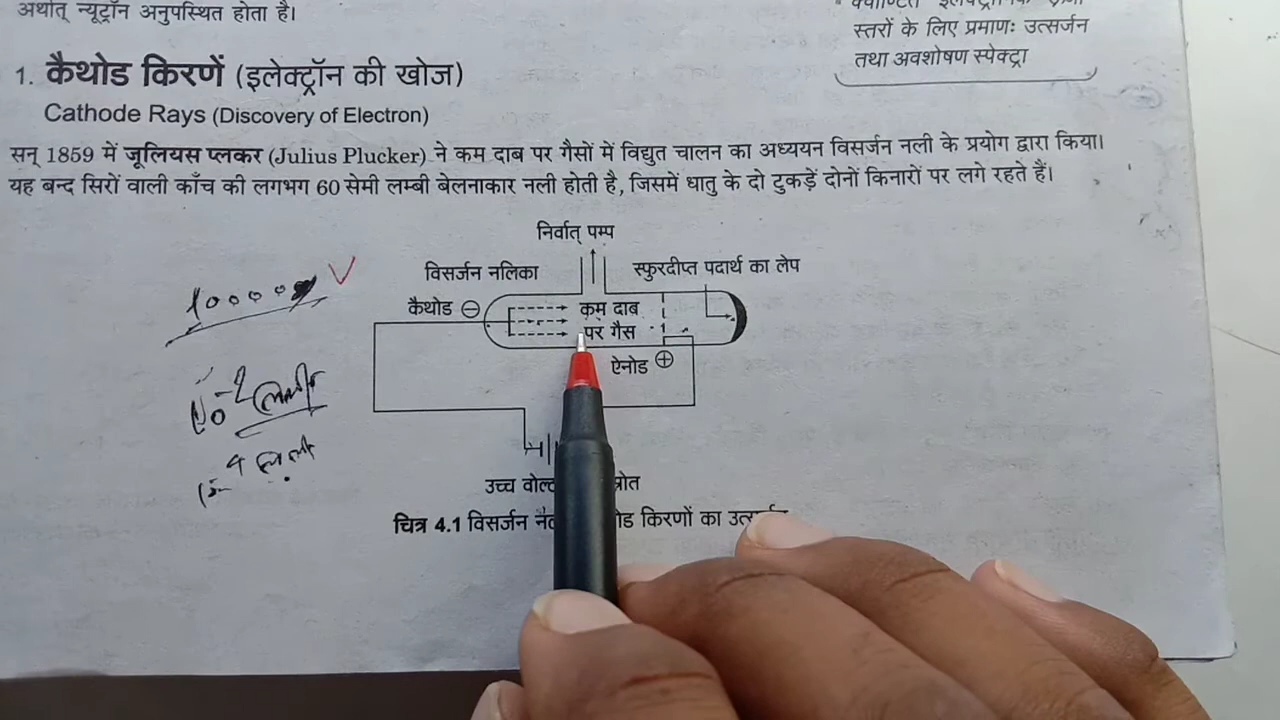 अर्थात् न्यूट्रॉन अनुपस्थित होता है।
स्तरों के लिए प्रमाणः उत्सर्जन
तथा अवशोषण स्पेक्ट्रा
1. कैथोड किरणें (इलेक्ट्रॉन की खोज)
Cathode Rays (Discovery of Electron)
सन् 1859 में जूलियस प्लकर (Julius Plucker) ने कम दाब पर गैसों में विद्युत चालन का अध्ययन विसर्जन नली के प्रयोग द्वारा किया।
यह बन्द सिरों वाली काँच की लगभग 60 सेमी लम्बी बेलनाकार नली होती है, जिसमें धातु के दो टुकड़ें दोनों किनारों पर लगे रहते हैं।
निर्वात् पम्प
विसर्जन नलिका
स्फुरदीप्त पदार्थ का लेप
कैथोड ⊖
कम दाब
पर गैस
ऐनोड ⊕
उच्च
चित्र 4.1 विसर्जन किरणों का